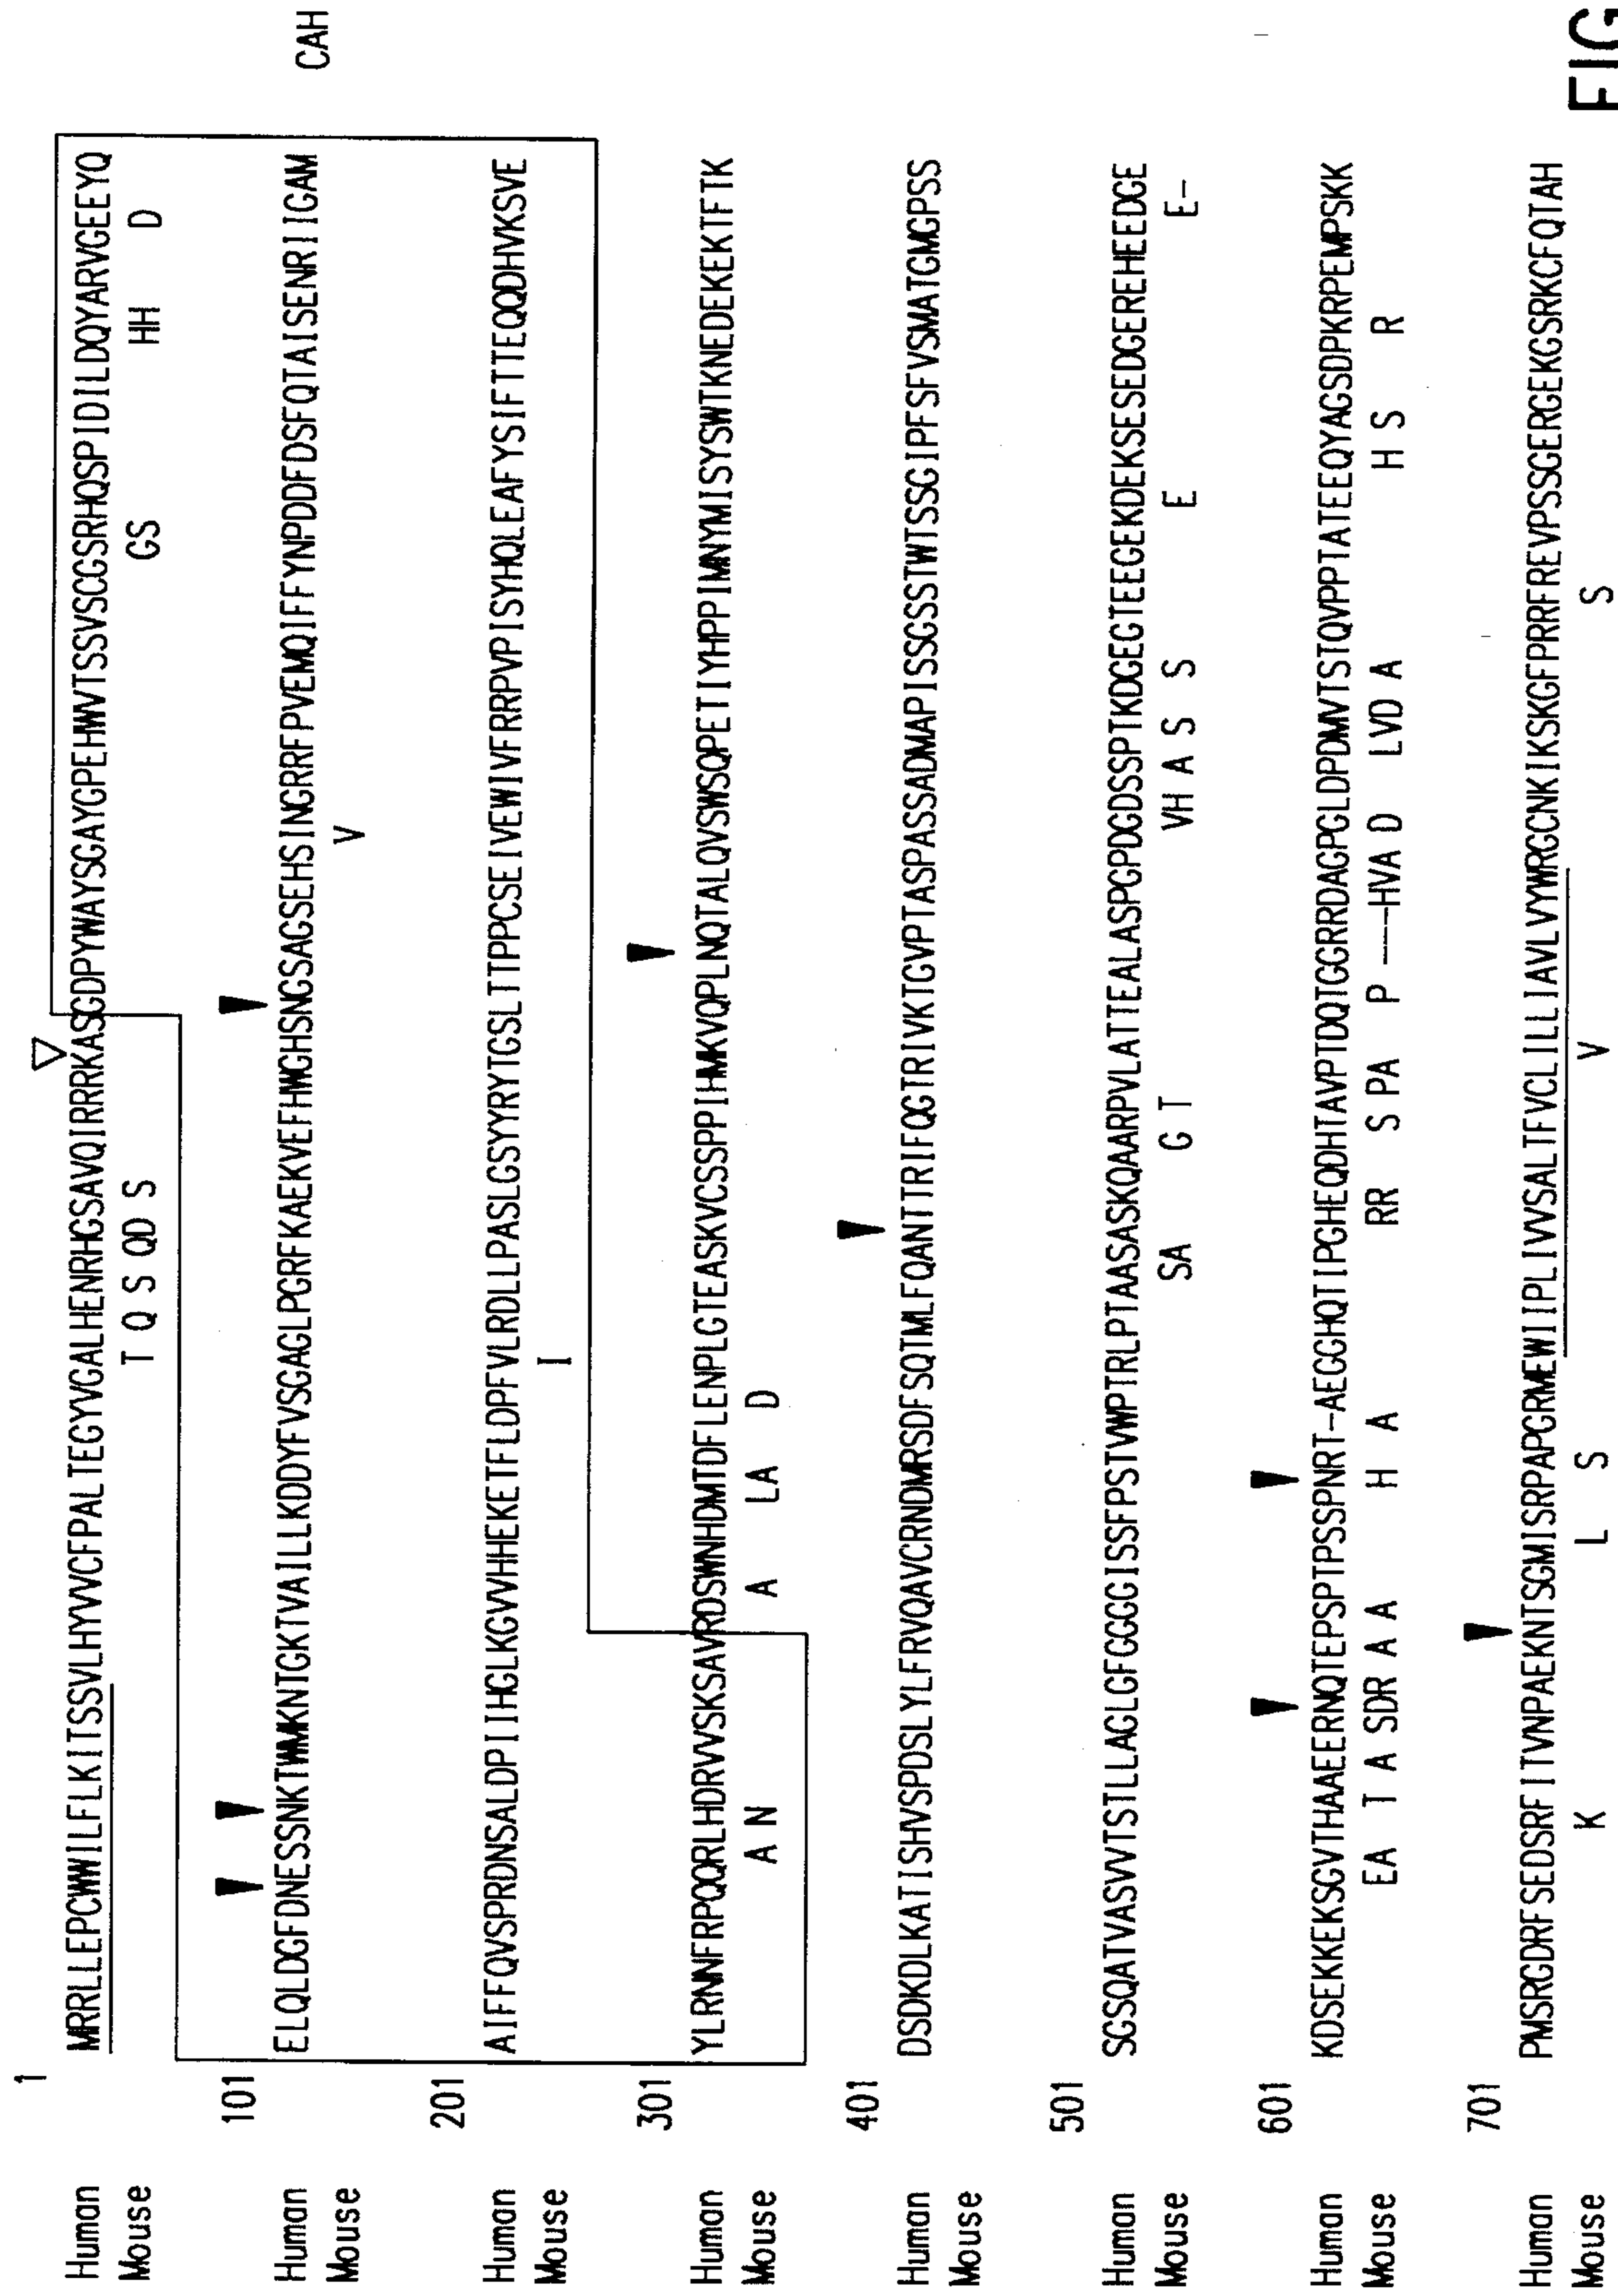 1
Human MRRLLEPCWWILFLKITSSVLHYVVCFPALTEGYVGALHENRHGSAVQIRRRKASGDPYWAYSGAYGPEHWVTSSVSCGSRHQSPIDILDQYARVGEEYQ
Mouse T Q S QD S GS HH D
101
Human ELQLDGFDNESSNKTWMKNTGKTVAILLKDDYFVSGAGLPGRFKAEKVEFHWGHSNGSAGSEHSINGRRFPVEMQIFFYNPDDFDSFQTAISENRIIGAM
Mouse V
CAH
201
Human AIFFQVSPRDNSALDPIIHGLKGVVHHEKETFLDPFVLRDLLPASLGSYYRYTGSLTTPPCSEIVEWIVFRRPVPISYHQLEAFYSIFTTEQQDHVKSVE
Mouse I
301
Human YLRNNFRPQQRLHDRVVSKSAVRDSWNHDMTDFLENPLGTEASKVCSSPPIHMKVQPLNQTALQVSWSQPETIYHPPIMNYMISYSWTKNEDEKEKTFTK
Mouse A N A LA D
401
Human DSDKDLKATISHVSPDSLYLFRVQAVCRNDMRSDFSQTMLFQANTTRIFQGTRIVKTGVPTASPASSADMAPISSGSSTWTSSGIPFSFVSMATGMGPSS
Mouse
501
Human SGSQATVASVVTSTLLAGLGFGGGGISSFPSTVWPTRLPTAASASKQAARPVLATTEALASPGPDGDSSPTKDGEGTEEGEKDEKSESEDGEREHEEDGE
Mouse SA G T VH A S S E E-
601
Human KDSEKKEKSGVTHAAEERNQTEPSPTPSSPNRT-AEGGHQTIPGHEQDHTAVPTDQTGGRRDAGPGLDPDMVTSTQVPPTATEEQYAGSDPKRPEMPSKK
Mouse EA T A SDR A A H A RR S PA P ----HVA D LVD A H S R
701
Human PMSRGDRFSEDSRFITVNPAEKNTSGMISRPAPGRMEWIIPLIVVSALTFVCLILLIAVLVYWRGCNKIKSKGFPRRFREVPSSGERGEKGSRKCFQTAH
Mouse K L S V S
FIG